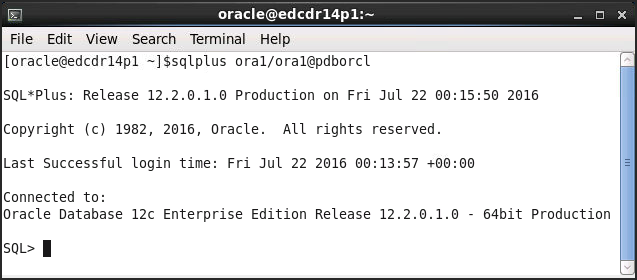 oracle@edcdr14p1:~
File Edit View Search Terminal Help
[oracle@edcdr14p1 ~]$sqlplus ora1/ora1@pdborcl
SQL*Plus: Release 12.2.0.1.0 Production on Fri Jul 22 00:15:50 2016
Copyright (c) 1982, 2016, Oracle.  All rights reserved.
Last Successful login time: Fri Jul 22 2016 00:13:57 +00:00
Connected to:
Oracle Database 12c Enterprise Edition Release 12.2.0.1.0 - 64bit Production
SQL>